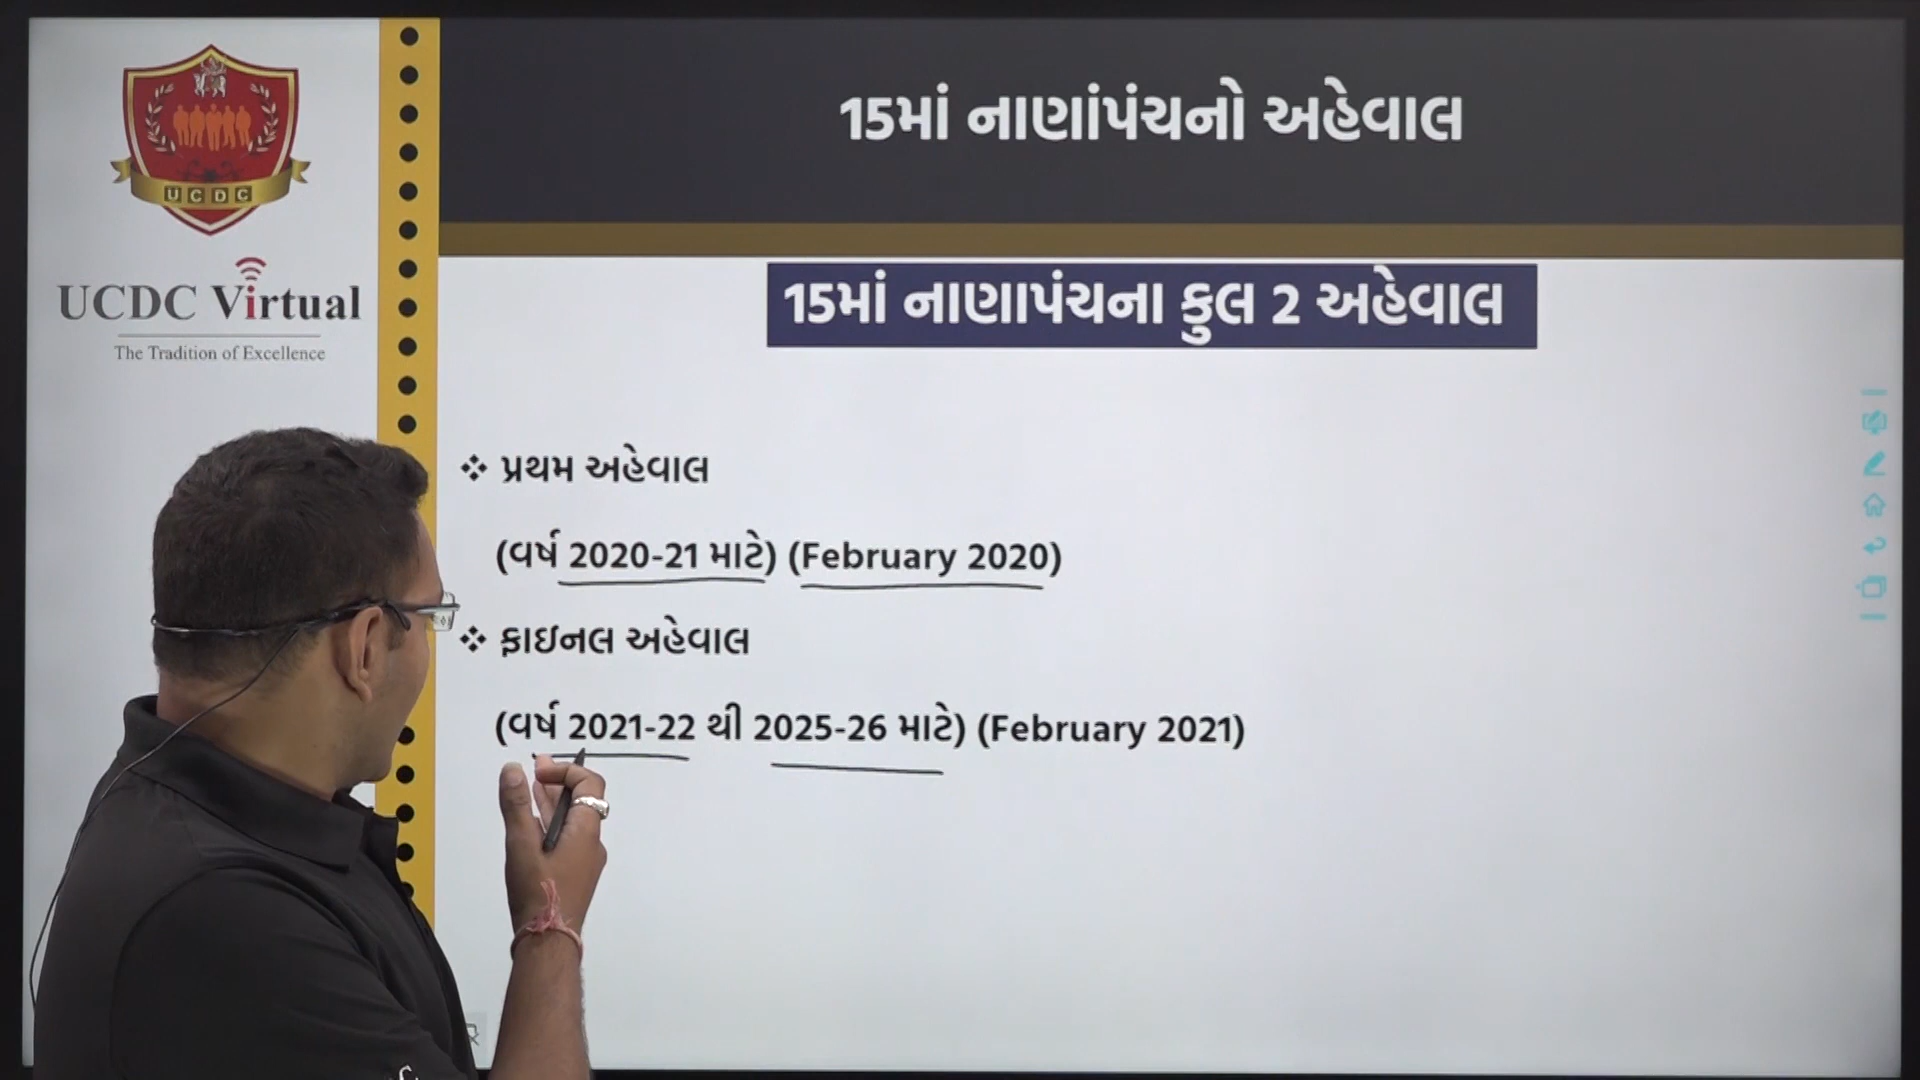 UCDC
UCDC Virtual
The Tradition of Excellence
15માં નાણાંપંચનો અહેવાલ
15માં નાણાપંચના કુલ 2 અહેવાલ
❖ પ્રથમ અહેવાલ
(વર્ષ 2020-21 માટે) (February 2020)
❖ ફાઇનલ અહેવાલ
(વર્ષ 2021-22 થી 2025-26 માટે) (February 2021)